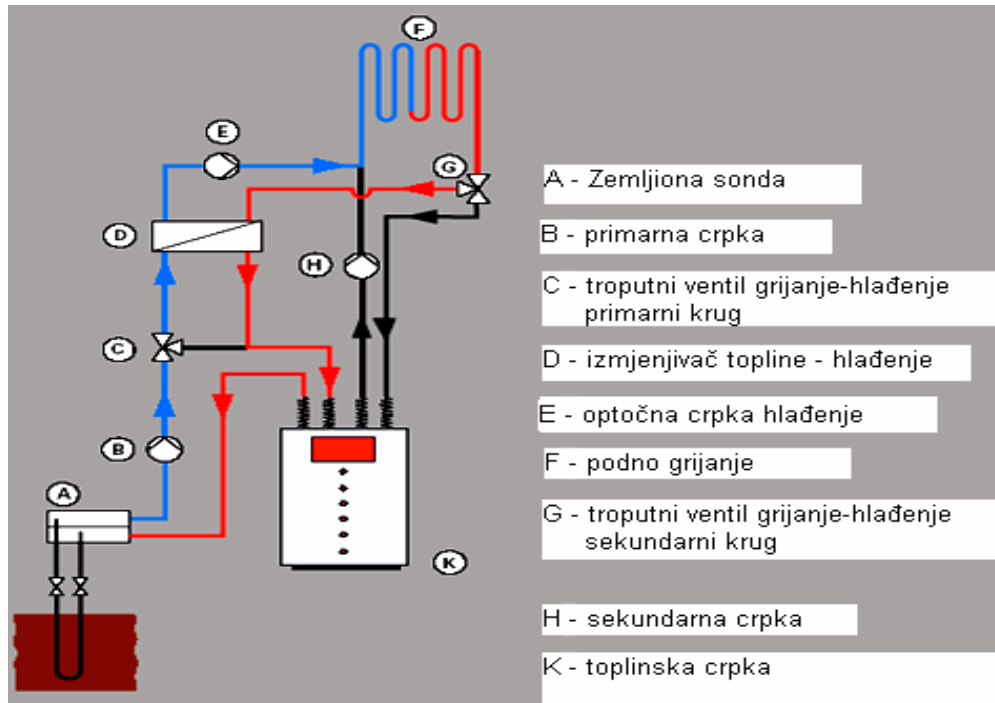 F
E
G
D
H
C
B
A
K
A - Zemljiona sonda
B - primarna crpka
C - troputni ventil grijanje-hlađenje
primarni krug
D - izmjenjivač topline - hlađenje
E - optočna crpka hlađenje
F - podno grijanje
G - troputni ventil grijanje-hlađenje
sekundarni krug
H - sekundarna crpka
K - toplinska crpka